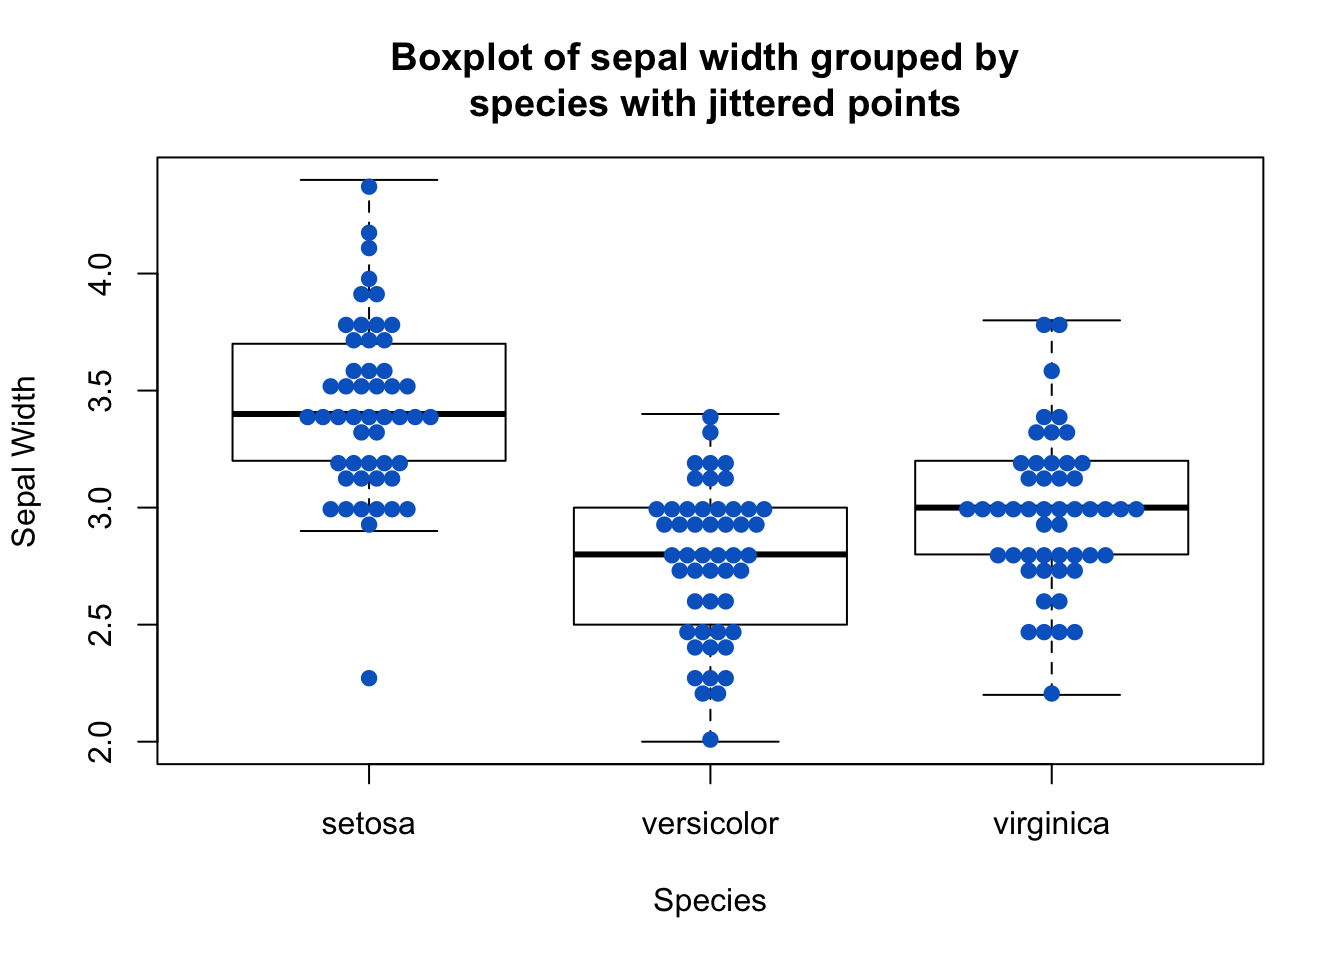 Boxplot of sepal width grouped by
species with jittered points
Sepal Width
4.0
3.5
3.0
2.5
2.0
setosa versicolor virginica
Species